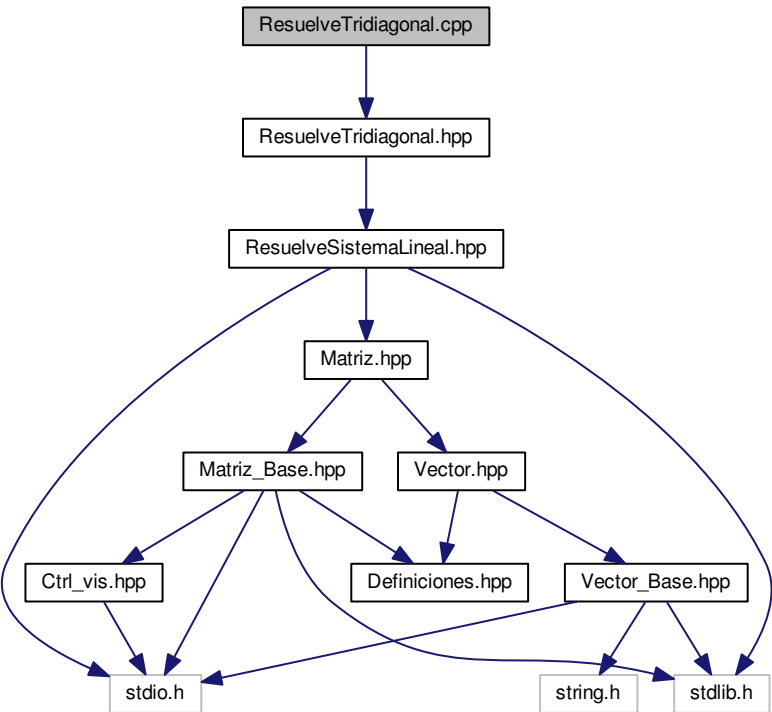 ResuelveTridiagonal.cpp
ResuelveTridiagonal.hpp
ResuelveSistemaLineal.hpp
Matriz.hpp
Matriz_Base.hpp
Vector.hpp
Ctrl_vis.hpp
Definiciones.hpp
Vector_Base.hpp
stdio.h
string.h
stdlib.h